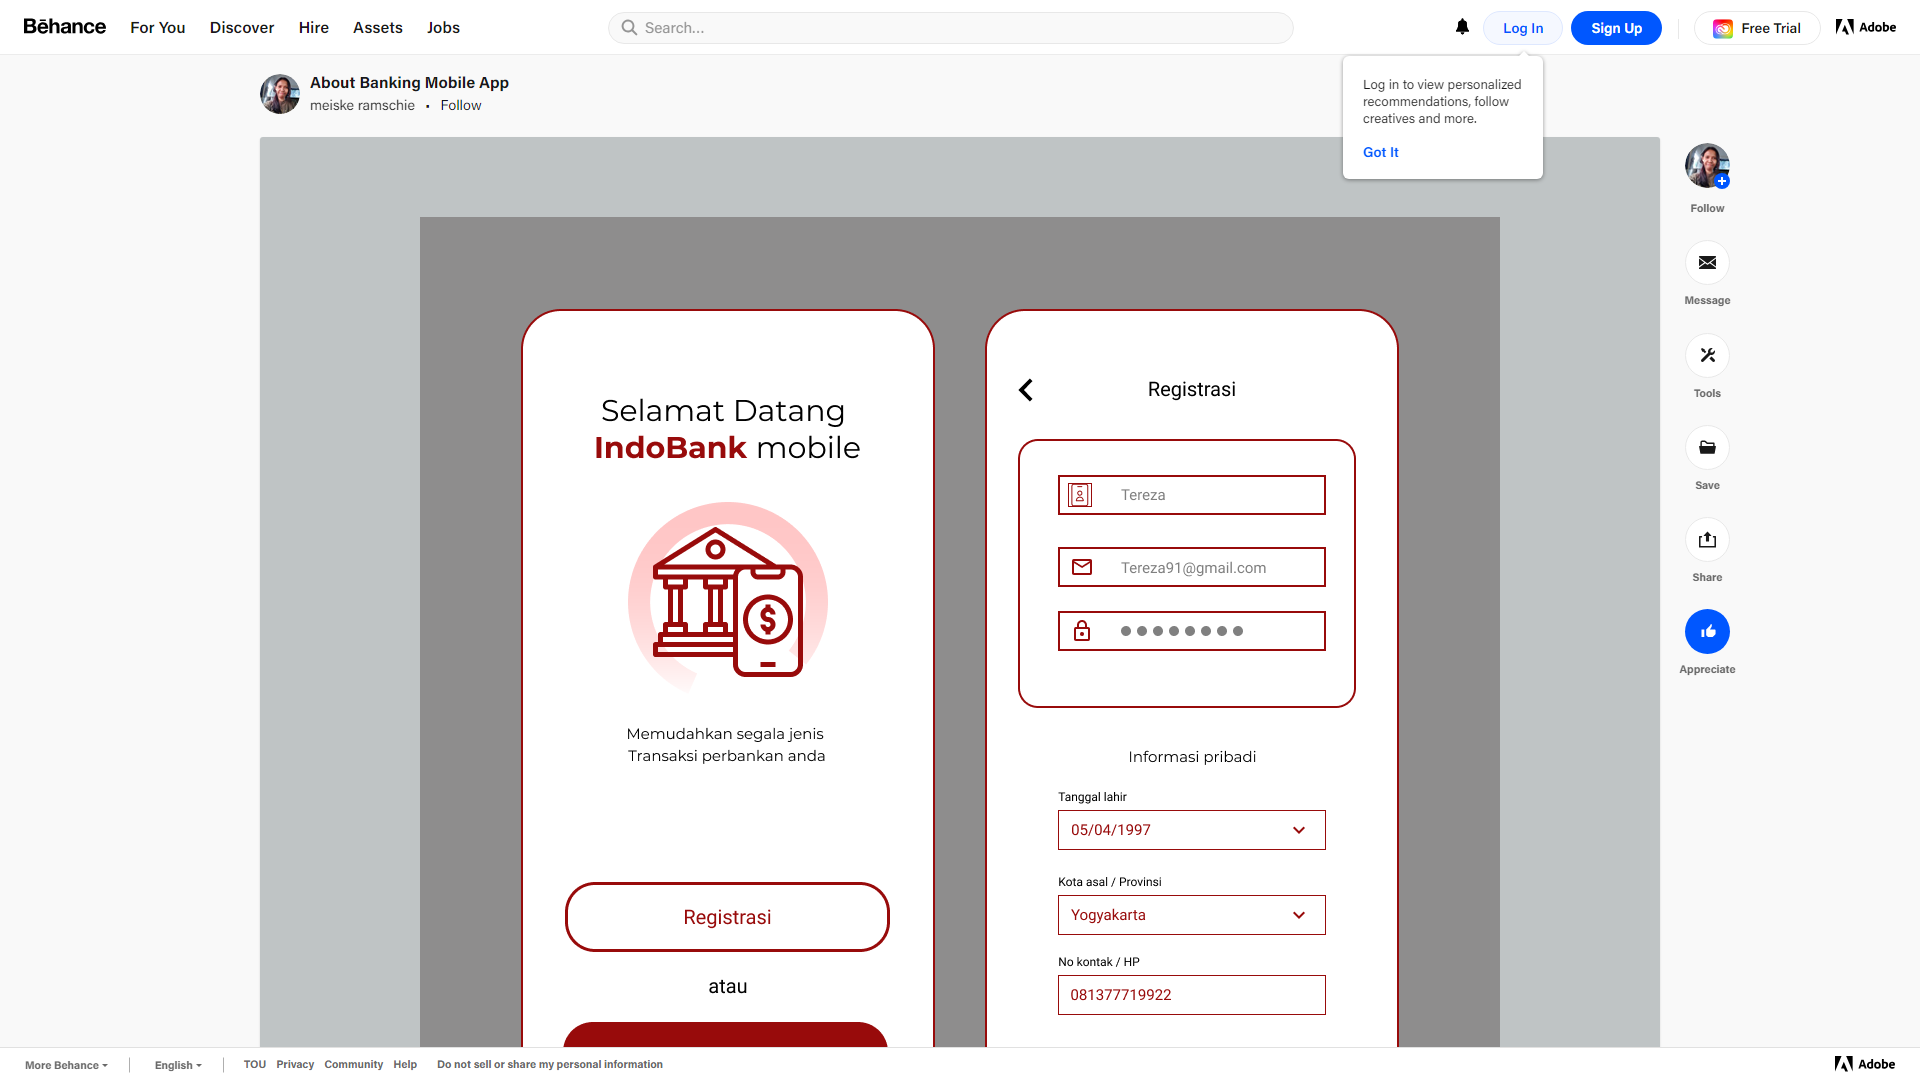 Bēhance
For You
Discover
Hire
Assets
Jobs
Search...
Log In
Sign Up
Free Trial
Adobe
Log in to view personalized
recommendations, follow
creatives and more.
Got It
About Banking Mobile App
meiske ramschie • Follow
Follow
Message
Tools
Save
Share
Appreciate
Selamat Datang
IndoBank mobile
Memudahkan segala jenis
Transaksi perbankan anda
Registrasi
atau
Registrasi
Tereza
Tereza91@gmail.com
Informasi pribadi
Tanggal lahir
05/04/1997
Kota asal / Provinsi
Yogyakarta
No kontak / HP
081377719922
More Behance
English
TOU
Privacy
Community
Help
Do not sell or share my personal information
Adobe